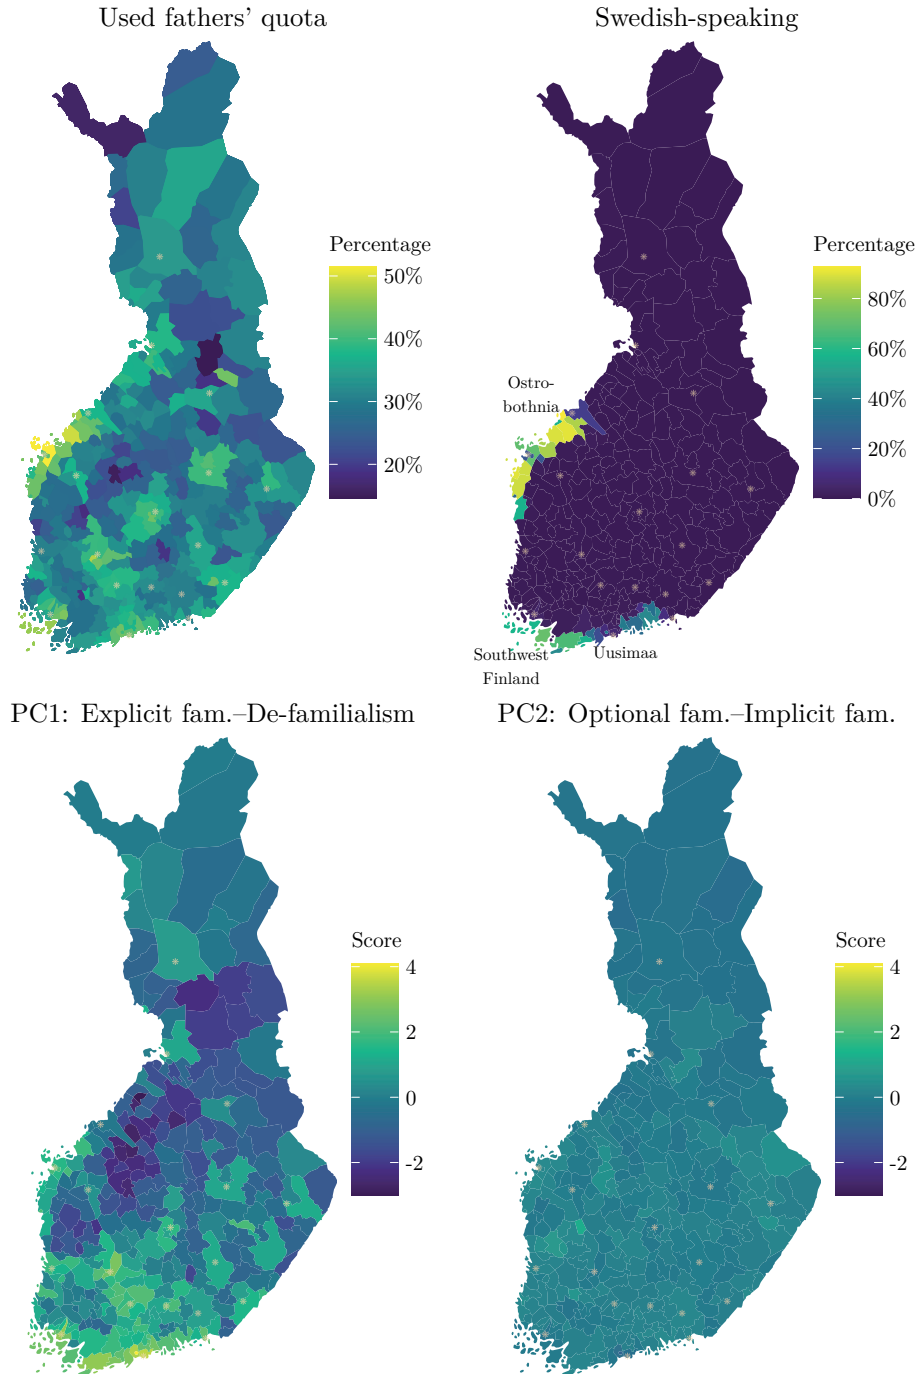 Used fathers’ quota
Swedish-speaking
Percentage
50%
40%
30%
20%
Percentage
80%
60%
40%
20%
0%
Ostro-
bothnia
Southwest
Finland
Uusimaa
PC1: Explicit fam.–De-familialism
PC2: Optional fam.–Implicit fam.
Score
4
2
0
-2
Score
4
2
0
-2